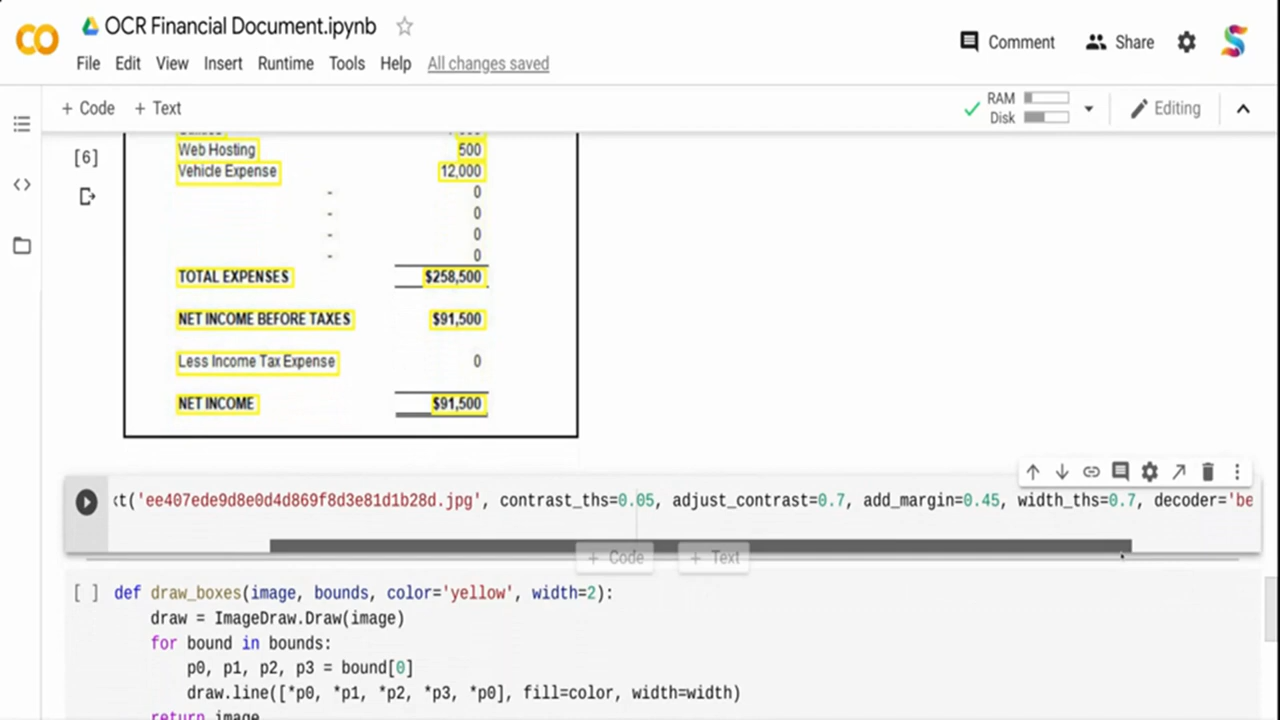 OCR Financial Document.ipynb
Comment
Share
File Edit View Insert Runtime Tools Help All changes saved
+ Code + Text
RAM
Disk
Editing
[6]
Web Hosting 500
Vehicle Expense 12,000
- 0
- 0
- 0
- 0
TOTAL EXPENSES $258,500
NET INCOME BEFORE TAXES $91,500
Less Income Tax Expense 0
NET INCOME $91,500
xt('ee407ede9d8e0d4d869f8d3e81d1b28d.jpg', contrast_ths=0.05, adjust_contrast=0.7, add_margin=0.45, width_ths=0.7, decoder='be
+ Code + Text
[ ] def draw_boxes(image, bounds, color='yellow', width=2):
draw = ImageDraw.Draw(image)
for bound in bounds:
p0, p1, p2, p3 = bound[0]
draw.line([*p0, *p1, *p2, *p3, *p0], fill=color, width=width)
return image